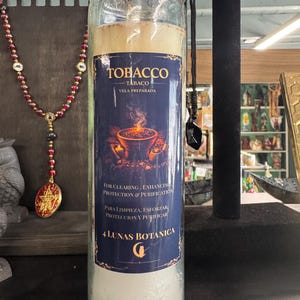 TOBACCO
TABACO
VELA PREPARADA
FOR CLEARING, ENHANCING
PROTECTION & PURIFICATION
PARA LIMPIEZA, ESFORZAR
PROTECCION Y PURIFICAR
4 LUNAS BOTANICA